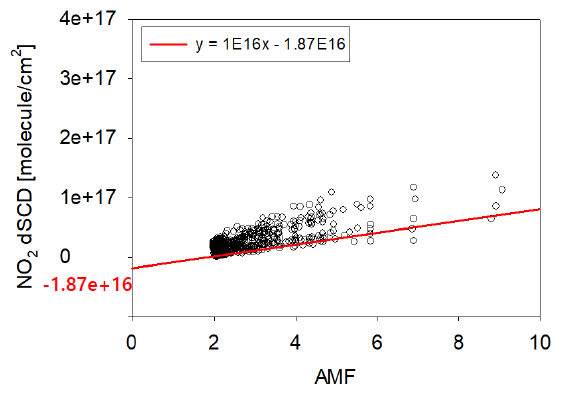 4e+17
y = 1E16x - 1.87E16
3e+17
2e+17
1e+17
0
-1.87e+16
NO2 dSCD [molecule/cm2]
0 2 4 6 8 10
AMF